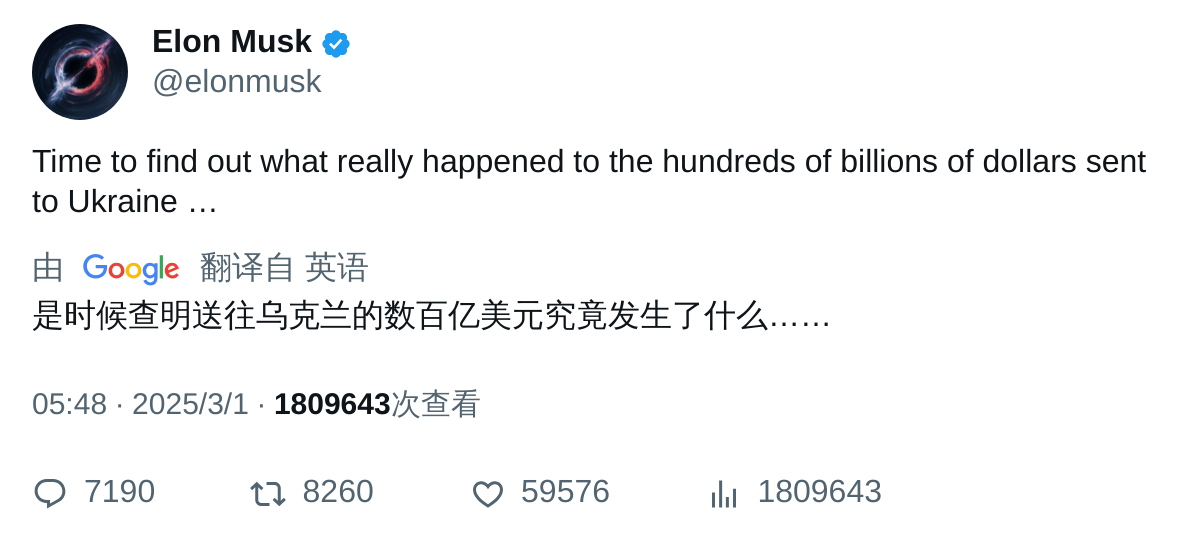 Elon Musk
@elonmusk
Time to find out what really happened to the hundreds of billions of dollars sent
to Ukraine …
由 Google 翻译自 英语
是时候查明送往乌克兰的数百亿美元究竟发生了什么……
05:48 · 2025/3/1 · 1809643次查看
7190 8260 59576 1809643